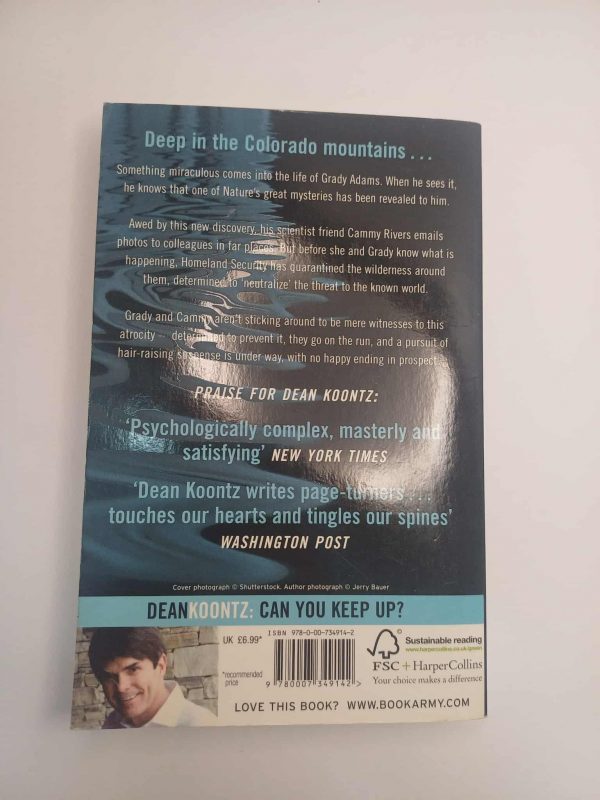 Deep in the Colorado mountains ...
Something miraculous comes into the life of Grady Adams. When he sees it,
he knows that one of Nature's great mysteries has been revealed to him.
Awed by this new discovery, his scientist friend Cammy Rivers emails
photos to colleagues in far places. But before she and Grady know what is
happening, Homeland Security has quarantined the wilderness around
them, determined to 'neutralize' the threat to the known world.
Grady and Cammy aren't sticking around to be mere witnesses to this
atrocity – determined to prevent it, they go on the run, and a pursuit of
hair-raising suspense is under way, with no happy ending in prospect
PRAISE FOR DEAN KOONTZ:
'Psychologically complex, masterly and
satisfying' NEW YORK TIMES
'Dean Koontz writes page-turners ...
touches our hearts and tingles our spines'
WASHINGTON POST
Cover photograph © Shutterstock. Author photograph © Jerry Bauer
DEANKOONTZ: CAN YOU KEEP UP?
UK £6.99*
*recommended
price
ISBN 978-0-00-734914-2
9 780007 349142 >
Sustainable reading
FSC + HarperCollins
Your choice makes a difference
LOVE THIS BOOK? WWW.BOOKARMY.COM